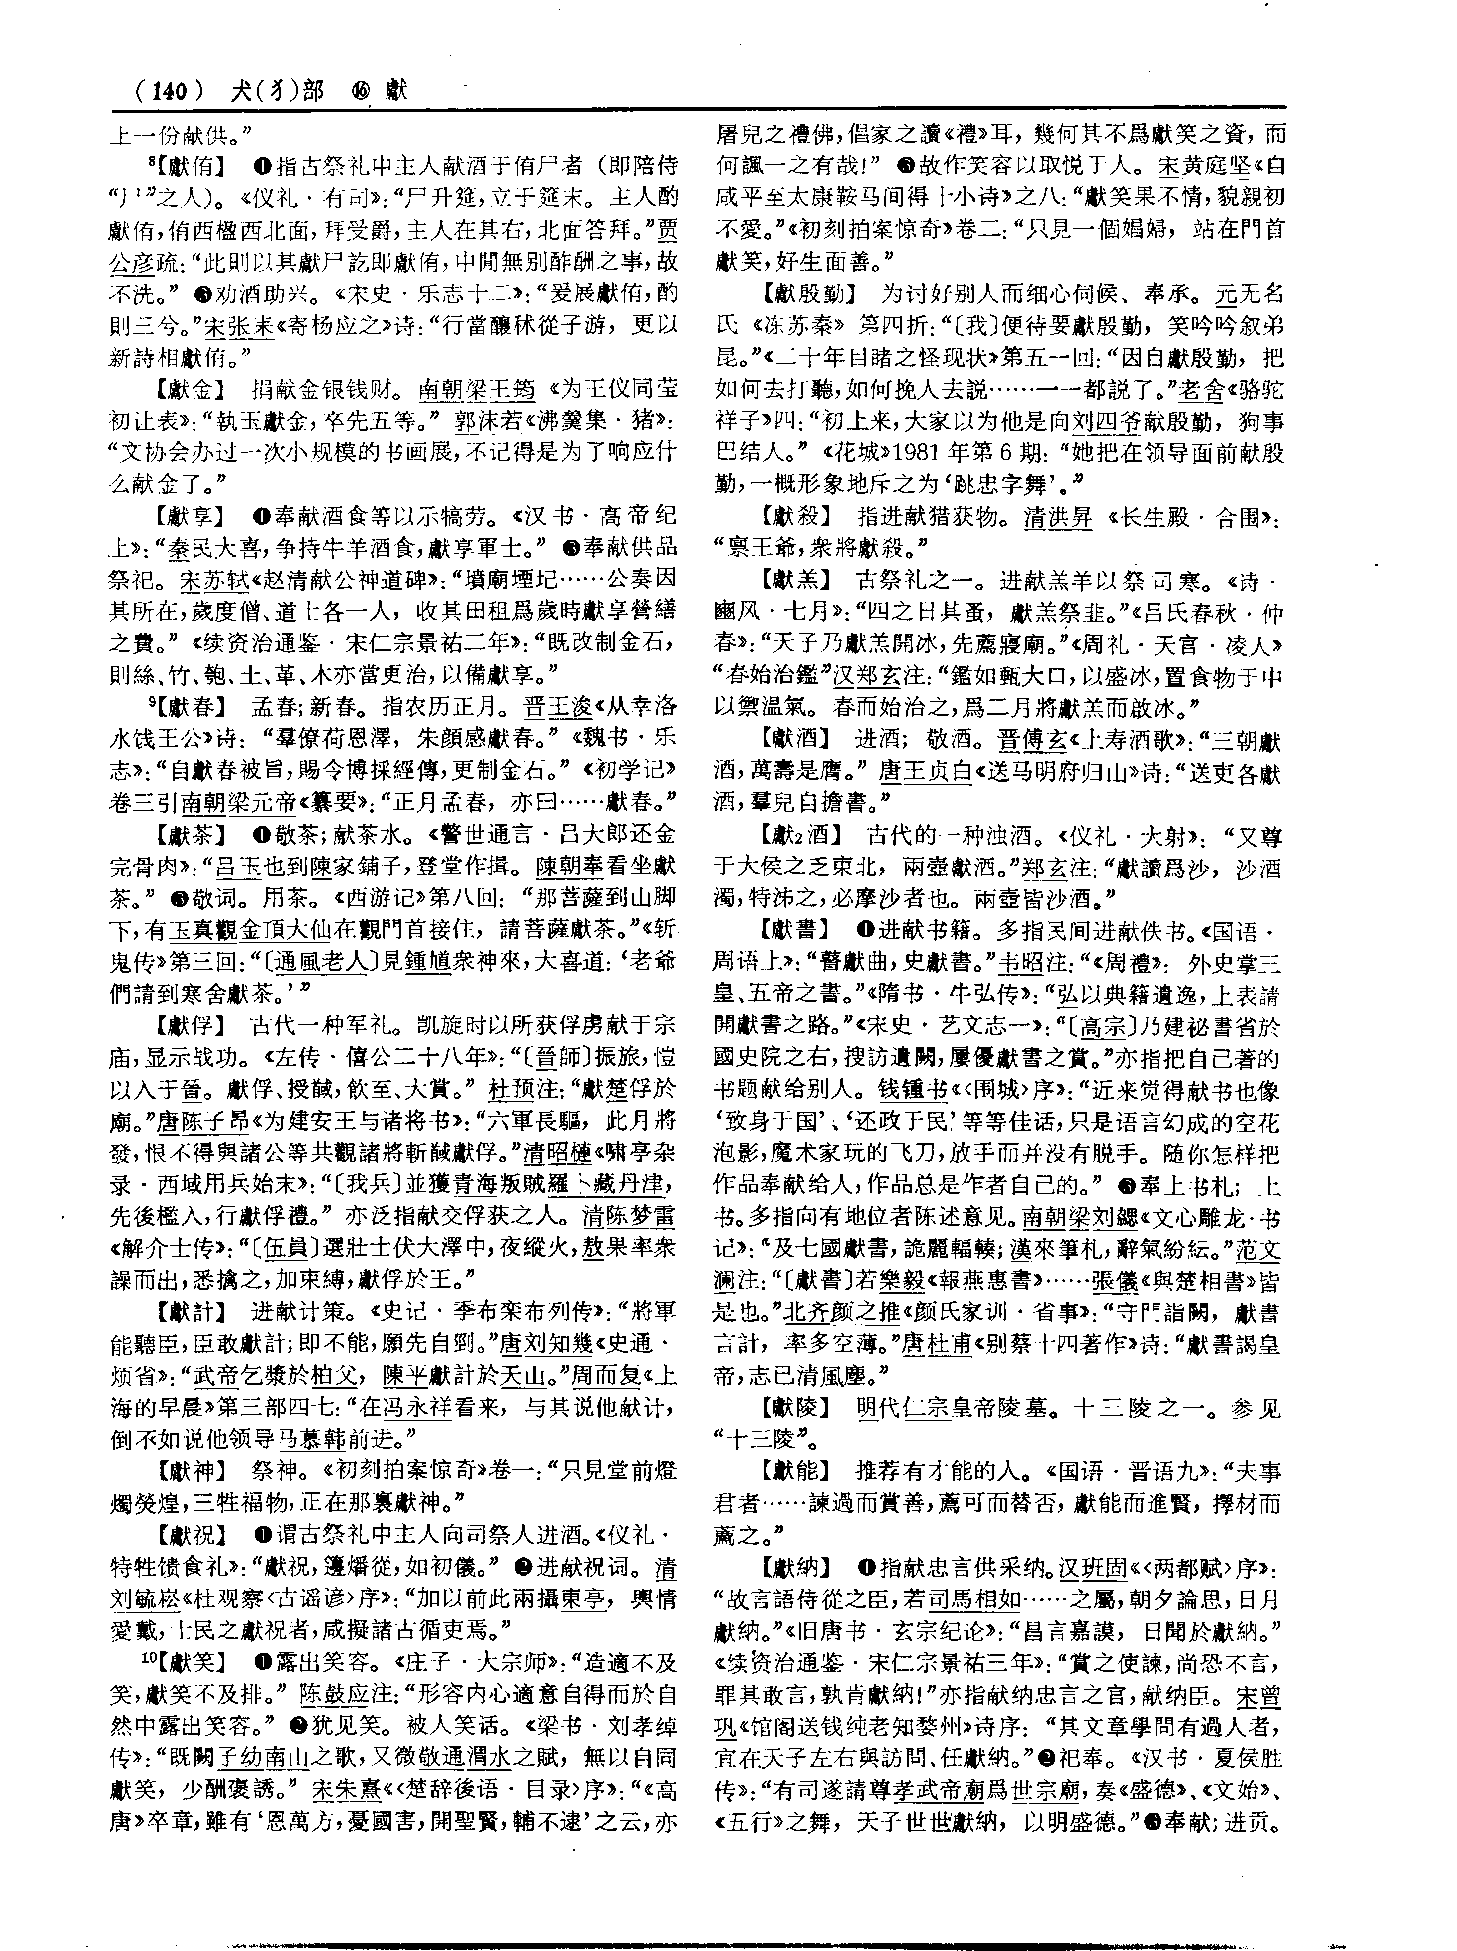 （140） 犬(犭)部 ⑯ 獻
上一份献供。”
⁸【獻侑】 ❶指古祭礼中主人献酒于侑尸者（即陪侍
“尸”之人）。《仪礼·有司》：“尸升筵，立于筵末。主人酌
獻侑，侑西楹西北面，拜受爵，主人在其右，北面答拜。”贾
公彦疏：“此則以其獻尸訖即獻侑，中間無别酢酬之事，故
不洗。” ❷劝酒助兴。《宋史·乐志十二》：“爰展獻侑，酌
則三兮。”宋张耒《寄杨应之》诗：“行當釀秫從子游，更以
新詩相獻侑。”
【獻金】 捐献金银钱财。南朝梁王筠《为王仪同莹
初让表》：“執玉獻金，卒先五等。”郭沫若《沸羹集·猪》：
“文协会办过一次小规模的书画展，不记得是为了响应什
么献金了。”
【獻享】 ❶奉献酒食等以示犒劳。《汉书·高帝纪
上》：“秦民大喜，争持牛羊酒食，獻享軍士。” ❷奉献供品
祭祀。宋苏轼《赵清献公神道碑》：“墳廟堙圮……公奏因
其所在，歲度僧、道士各一人，收其田租爲歲時獻享營繕
之費。”《续资治通鉴·宋仁宗景祐二年》：“既改制金石，
則絲、竹、匏、土、革、木亦當更治，以備獻享。”
⁹【獻春】 孟春；新春。指农历正月。晋王浚《从幸洛
水饯王公》诗：“羣僚荷恩澤，朱顔感獻春。”《魏书·乐
志》：“自獻春被旨，賜令博採經傳，更制金石。”《初学记》
卷三引南朝梁元帝《纂要》：“正月孟春，亦曰……獻春。”
【獻茶】 ❶敬茶；献茶水。《警世通言·吕大郎还金
完骨肉》：“吕玉也到陳家鋪子，登堂作揖。陳朝奉看坐獻
茶。” ❷敬词。用茶。《西游记》第八回：“那菩薩到山脚
下，有玉真觀金頂大仙在觀門首接住，請菩薩獻茶。”《斩
鬼传》第三回：“〔通風老人〕見鍾馗衆神來，大喜道：‘老爺
們請到寒舍獻茶。’”
【獻俘】 古代一种军礼。凯旋时以所获俘虏献于宗
庙，显示战功。《左传·僖公二十八年》：“〔晉師〕振旅，愷
以入于晉。獻俘、授馘，飲至、大賞。”杜预注：“獻楚俘於
廟。”唐陈子昂《为建安王与诸将书》：“六軍長驅，此月將
發，恨不得與諸公等共觀諸將斬馘獻俘。”清昭槤《啸亭杂
录·西域用兵始末》：“〔我兵〕並獲青海叛賊羅卜藏丹津，
先後檻入，行獻俘禮。”亦泛指献交俘获之人。清陈梦雷
《解介士传》：“〔伍員〕選壯士伏大澤中，夜縱火，敖果率衆
譟而出，悉擒之，加束縛，獻俘於王。”
【獻計】 进献计策。《史记·季布栾布列传》：“將軍
能聽臣，臣敢獻計；即不能，願先自剄。”唐刘知幾《史通·
烦省》：“武帝乞漿於柏父，陳平獻計於天山。”周而复《上
海的早晨》第三部四七：“在冯永祥看来，与其说他献计，
倒不如说他领导马慕韩前进。”
【獻神】 祭神。《初刻拍案惊奇》卷一：“只見堂前燈
燭熒煌，三牲福物，正在那裏獻神。”
【獻祝】 ❶谓古祭礼中主人向司祭人进酒。《仪礼·
特牲馈食礼》：“獻祝，籩燔從，如初儀。” ❷进献祝词。清
刘毓崧《杜观察〈古谣谚〉序》：“加以前此兩攝東亭，輿情
愛戴，士民之獻祝者，咸擬諸古循吏焉。”
¹⁰【獻笑】 ❶露出笑容。《庄子·大宗师》：“造適不及
笑，獻笑不及排。”陈鼓应注：“形容内心適意自得而於自
然中露出笑容。” ❷犹见笑。被人笑话。《梁书·刘孝绰
传》：“既闕子幼南山之歌，又微敬通渭水之賦，無以自同
獻笑，少酬褒誘。”宋朱熹《〈楚辞後语·目录〉序》：“《高
唐》卒章，雖有‘思萬方，憂國害，開聖賢，輔不逮’之云，亦
屠兒之禮佛，倡家之讀《禮》耳，幾何其不爲獻笑之資，而
何諷一之有哉！” ❸故作笑容以取悦于人。宋黄庭坚《自
咸平至太康鞍马间得十小诗》之八：“獻笑果不情，貌親初
不愛。”《初刻拍案惊奇》卷二：“只見一個娼婦，站在門首
獻笑，好生面善。”
【獻殷勤】 为讨好别人而细心伺候、奉承。元无名
氏《冻苏秦》第四折：“〔我〕便待要獻殷勤，笑吟吟叙弟
昆。”《二十年目睹之怪现状》第五一回：“因自獻殷勤，把
如何去打聽，如何挽人去説……一一都説了。”老舍《骆驼
祥子》四：“初上来，大家以为他是向刘四爷献殷勤，狗事
巴结人。”《花城》1981年第6期：“她把在领导面前献殷
勤，一概形象地斥之为‘跳忠字舞’。”
【獻殺】 指进献猎获物。清洪昇《长生殿·合围》：
“禀王爺，衆將獻殺。”
【獻羔】 古祭礼之一。进献羔羊以祭司寒。《诗·
豳风·七月》：“四之日其蚤，獻羔祭韭。”《吕氏春秋·仲
春》：“天子乃獻羔開冰，先薦寢廟。”《周礼·天官·凌人》
“春始治鑑”汉郑玄注：“鑑如甄大口，以盛冰，置食物于中
以禦温氣。春而始治之，爲二月將獻羔而啟冰。”
【獻酒】 进酒；敬酒。晋傅玄《上寿酒歌》：“三朝獻
酒，萬壽是膺。”唐王贞白《送马明府归山》诗：“送吏各獻
酒，羣兒自擔書。”
【獻₂酒】 古代的一种浊酒。《仪礼·大射》：“又尊
于大侯之乏東北，兩壺獻酒。”郑玄注：“獻讀爲沙，沙酒
濁，特泲之，必摩沙者也。兩壺皆沙酒。”
【獻書】 ❶进献书籍。多指民间进献佚书。《国语·
周语上》：“瞽獻曲，史獻書。”韦昭注：“《周禮》：外史掌三
皇、五帝之書。”《隋书·牛弘传》：“弘以典籍遺逸，上表請
開獻書之路。”《宋史·艺文志一》：“〔高宗〕乃建祕書省於
國史院之右，搜訪遺闕，屢優獻書之賞。”亦指把自己著的
书题献给别人。钱锺书《〈围城〉序》：“近来觉得献书也像
‘致身于国’、‘还政于民’等等佳话，只是语言幻成的空花
泡影，魔术家玩的飞刀，放手而并没有脱手。随你怎样把
作品奉献给人，作品总是作者自己的。” ❷奉上书札；上
书。多指向有地位者陈述意见。南朝梁刘勰《文心雕龙·书
记》：“及七國獻書，詭麗輻輳；漢來筆札，辭氣紛紜。”范文
澜注：“〔獻書〕若樂毅《報燕惠書》……張儀《與楚相書》皆
是也。”北齐颜之推《颜氏家训·省事》：“守門詣闕，獻書
言計，率多空薄。”唐杜甫《别蔡十四著作》诗：“獻書謁皇
帝，志已清風塵。”
【獻陵】 明代仁宗皇帝陵墓。十三陵之一。参见
“十三陵”。
【獻能】 推荐有才能的人。《国语·晋语九》：“夫事
君者……諫過而賞善，薦可而替否，獻能而進賢，擇材而
薦之。”
【獻納】 ❶指献忠言供采纳。汉班固《〈两都赋〉序》：
“故言語侍從之臣，若司馬相如……之屬，朝夕論思，日月
獻納。”《旧唐书·玄宗纪论》：“昌言嘉謨，日聞於獻納。”
《续资治通鉴·宋仁宗景祐三年》：“賞之使諫，尚恐不言，
罪其敢言，孰肯獻納！”亦指献纳忠言之官，献纳臣。宋曾
巩《馆阁送钱纯老知婺州》诗序：“其文章學問有過人者，
宜在天子左右與訪問、任獻納。” ❷祀奉。《汉书·夏侯胜
传》：“有司遂請尊孝武帝廟爲世宗廟，奏《盛德》、《文始》、
《五行》之舞，天子世世獻納，以明盛德。” ❸奉献；进贡。